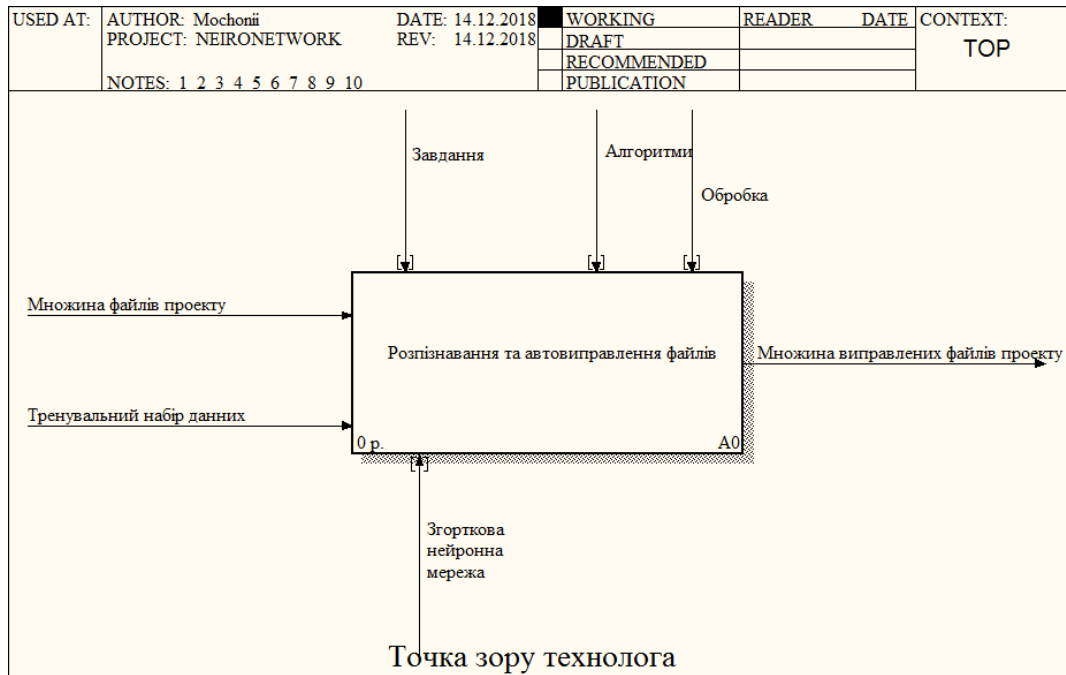 USED AT: AUTHOR: Mochonii DATE: 14.12.2018 WORKING READER DATE CONTEXT:
PROJECT: NEIRONETWORK REV: 14.12.2018 DRAFT TOP
RECOMMENDED
NOTES: 1 2 3 4 5 6 7 8 9 10 PUBLICATION
Завдання
Алгоритми
Обробка
Множина файлів проекту
Розпізнавання та автовиправлення файлів
Множина виправлених файлів проекту
Тренувальний набір данних
0 р. A0
Згорткова
нейронна
мережа
Точка зору технолога